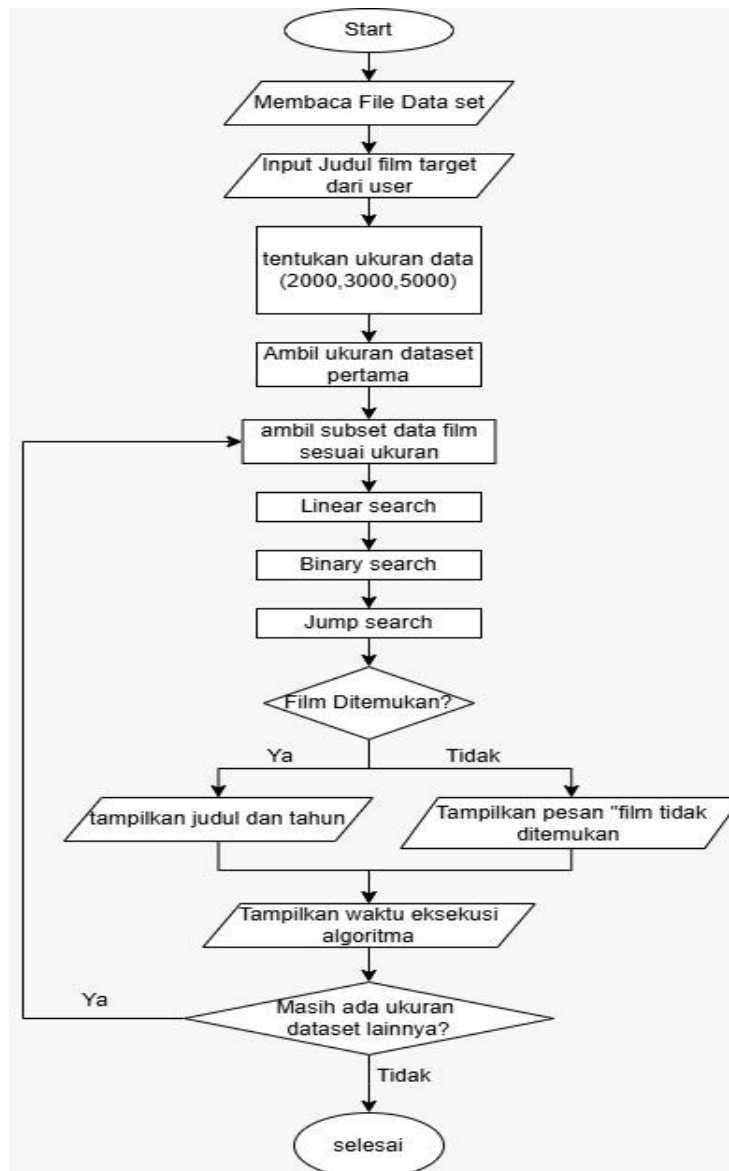 Start
Membaca File Data set
Input Judul film target
dari user
tentukan ukuran data
(2000,3000,5000)
Ambil ukuran dataset
pertama
ambil subset data film
sesuai ukuran
Linear search
Binary search
Jump search
Film Ditemukan?
Ya
Tidak
tampilkan judul dan tahun
Tampilkan pesan "film tidak
ditemukan
Tampilkan waktu eksekusi
algoritma
Ya
Masih ada ukuran
dataset lainnya?
Tidak
selesai